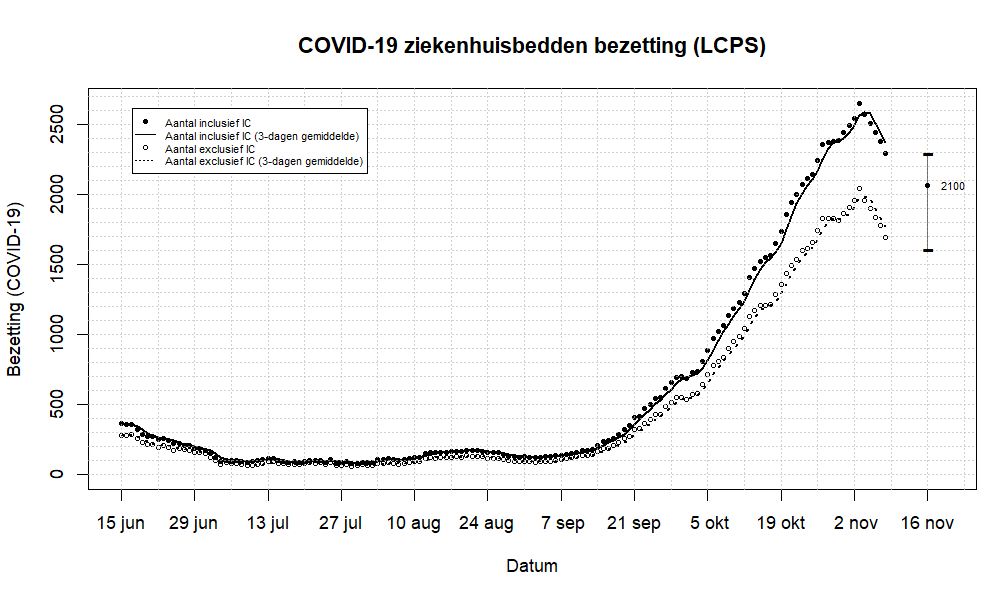 COVID-19 ziekenhuisbedden bezetting (LCPS)
Aantal inclusief IC
Aantal inclusief IC (3-dagen gemiddelde)
Aantal exclusief IC
Aantal exclusief IC (3-dagen gemiddelde)
2500
2000
1500
1000
500
0
Bezetting (COVID-19)
2100
15 jun 29 jun 13 jul 27 jul 10 aug 24 aug 7 sep 21 sep 5 okt 19 okt 2 nov 16 nov
Datum